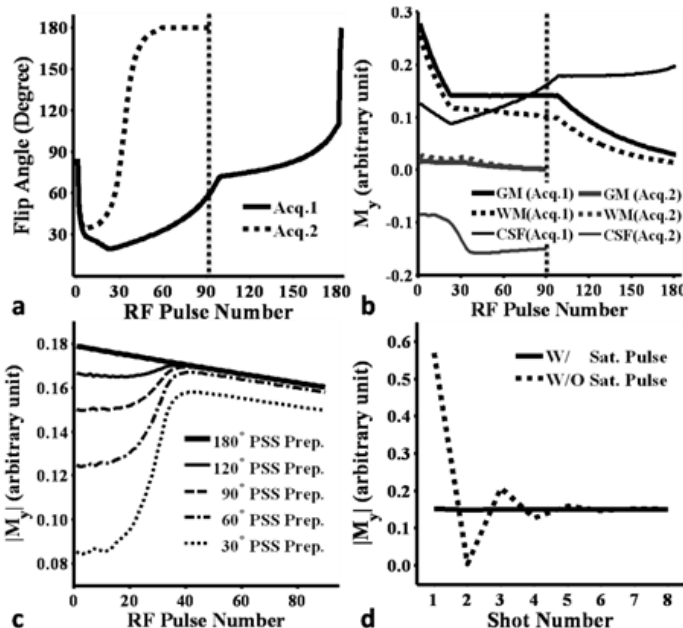 180
150
120
90
60
30
Flip Angle (Degree)
Acq.1
Acq.2
0 30 60 90 120 150 180
RF Pulse Number
a
0.3
0.2
0.1
0.0
-0.1
-0.2
My (arbitrary unit)
GM (Acq.1) GM (Acq.2)
WM(Acq.1) WM(Acq.2)
CSF(Acq.1) CSF(Acq.2)
0 30 60 90 120 150 180
RF Pulse Number
b
0.18
0.16
0.14
0.12
0.10
0.08
|My| (arbitrary unit)
180° PSS Prep.
120° PSS Prep.
90° PSS Prep.
60° PSS Prep.
30° PSS Prep.
0 20 40 60 80
RF Pulse Number
c
0.6
0.5
0.4
0.3
0.2
0.1
0.0
|My| (arbitrary unit)
W/ Sat. Pulse
W/O Sat. Pulse
1 2 3 4 5 6 7 8
Shot Number
d